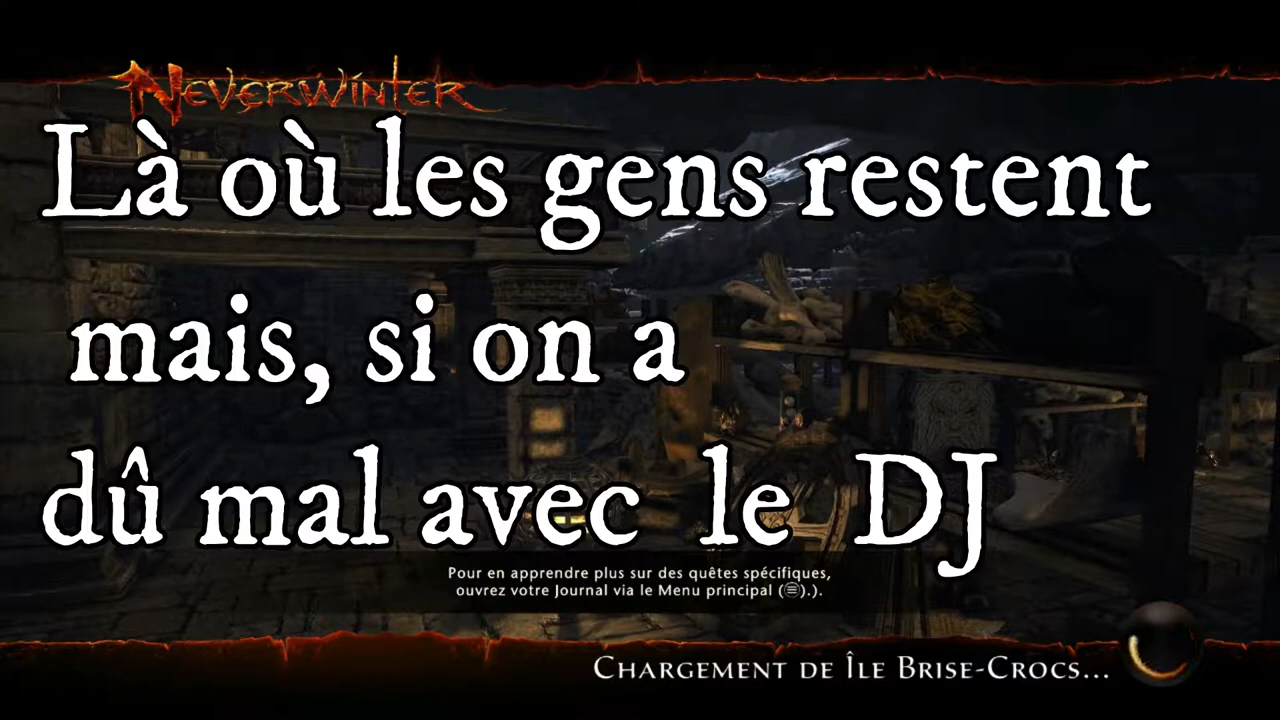 NEVERWINTER
Là où les gens restent
mais, si on a
dû mal avec le DJ
Pour en apprendre plus sur des quêtes spécifiques,
ouvrez votre Journal via le Menu principal (☰).).
CHARGEMENT DE ÎLE BRISE-CROCS...